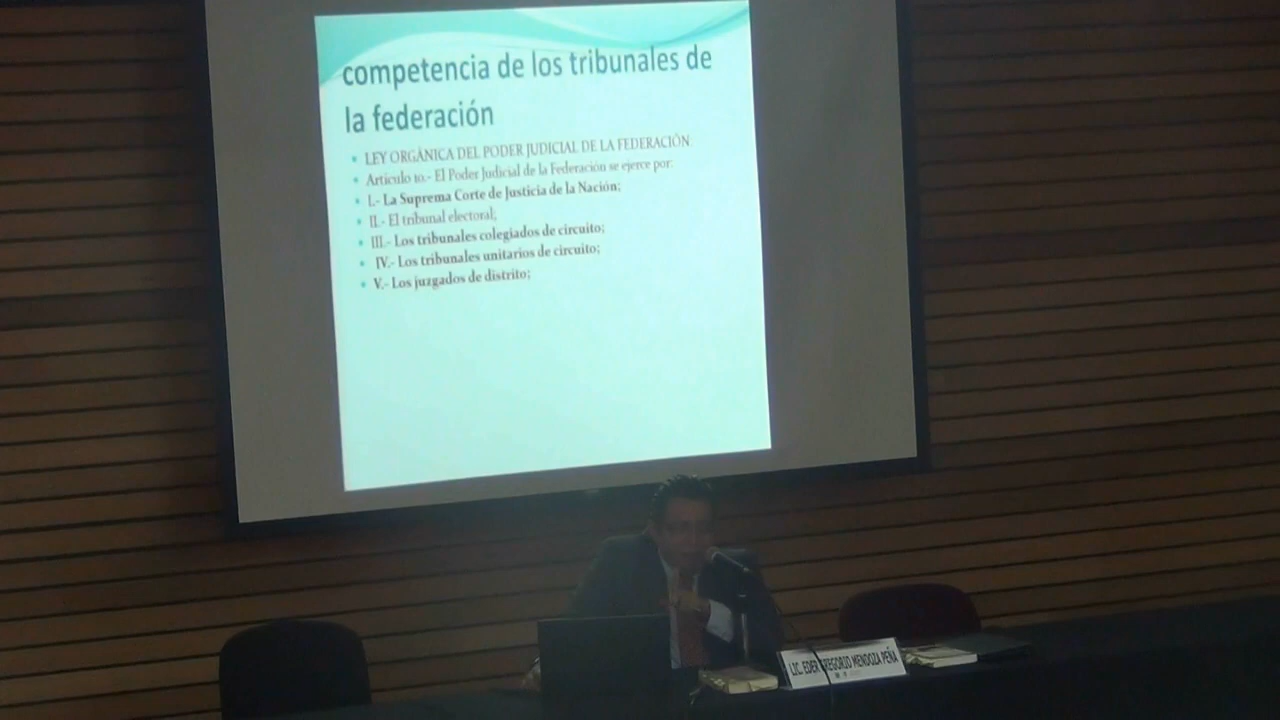 competencia de los tribunales de
la federación
LEY ORGÁNICA DEL PODER JUDICIAL DE LA FEDERACIÓN
Artículo 10.- El Poder Judicial de la Federación se ejerce por:
I.- La Suprema Corte de Justicia de la Nación;
II.- El tribunal electoral;
III.- Los tribunales colegiados de circuito;
IV.- Los tribunales unitarios de circuito;
V.- Los juzgados de distrito;
LIC. EDER GREGORIO MENDOZA PEÑA